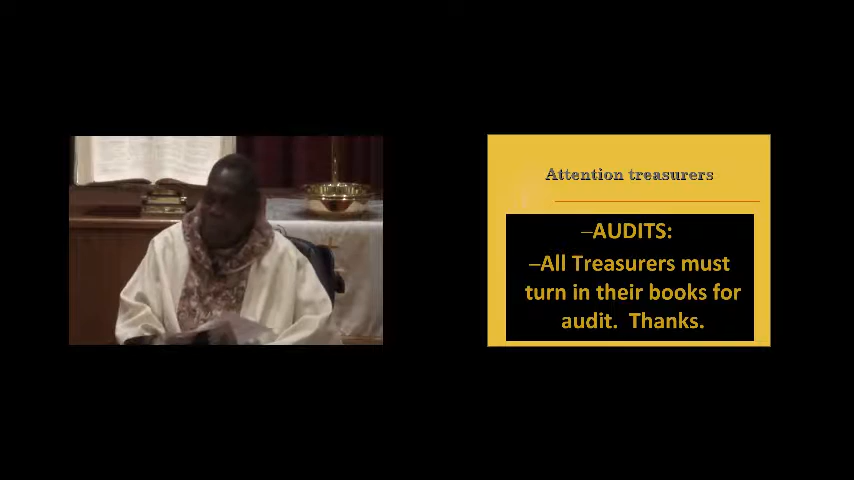 Attention treasurers
–AUDITS:
–All Treasurers must
turn in their books for
audit.  Thanks.